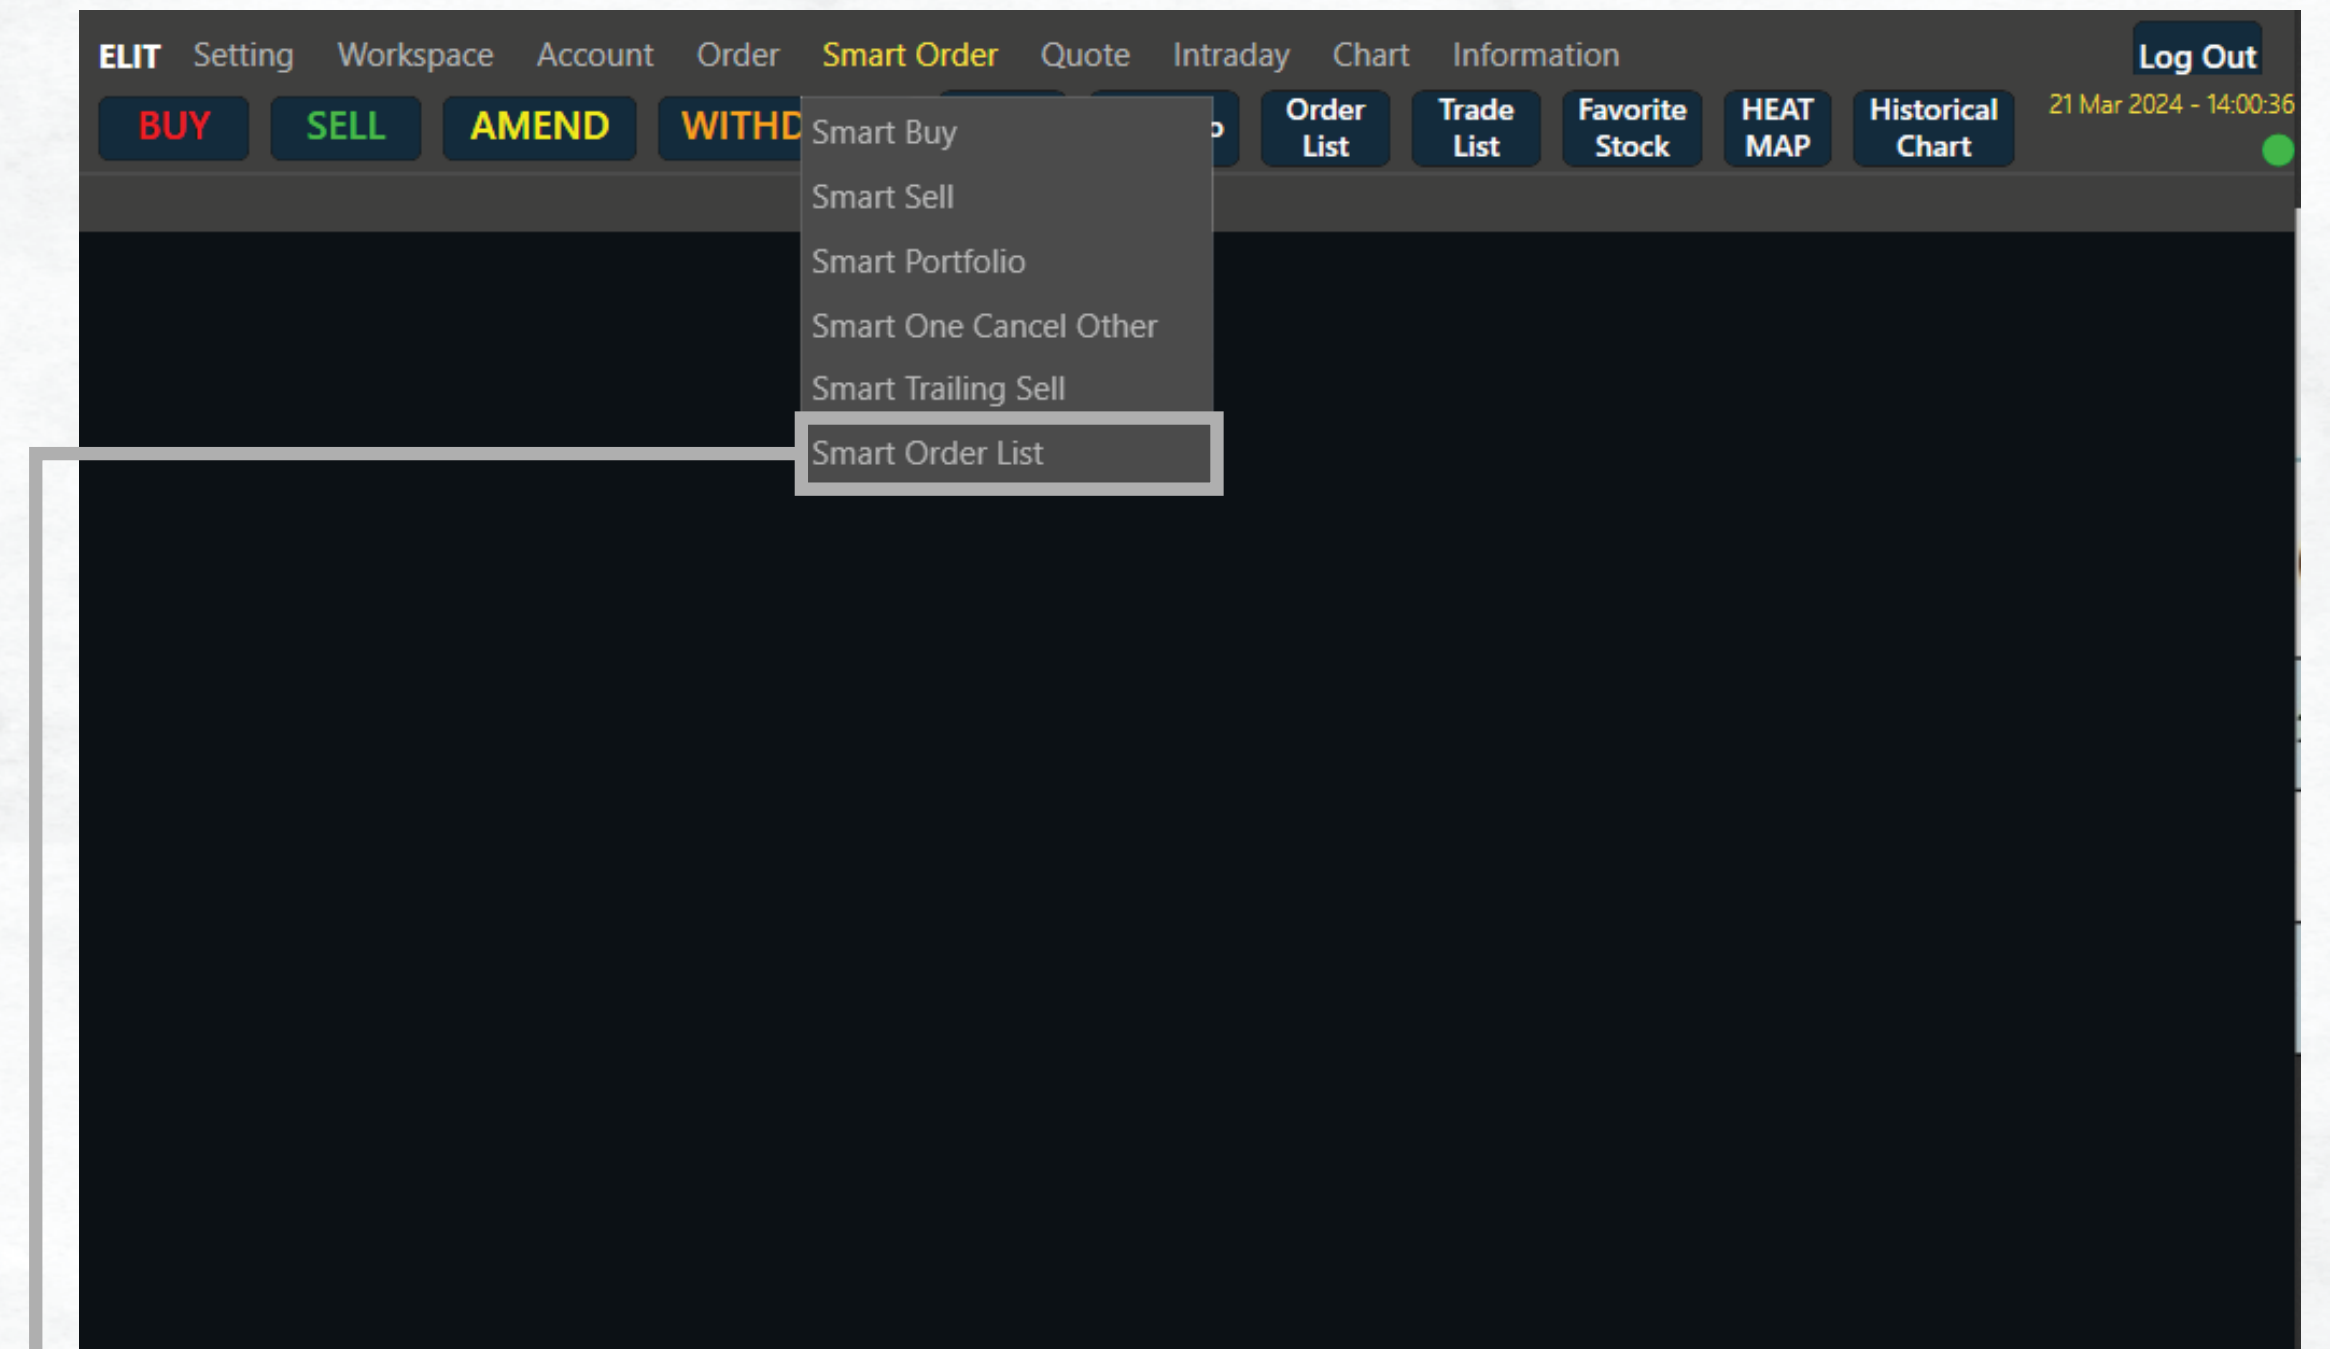 ELIT Setting Workspace Account Order Smart Order Quote Intraday Chart Information Log Out
BUY SELL AMEND Order List Trade List Favorite Stock HEAT MAP Historical Chart 21 Mar 2024 - 14:00:36
Smart Buy
Smart Sell
Smart Portfolio
Smart One Cancel Other
Smart Trailing Sell
Smart Order List